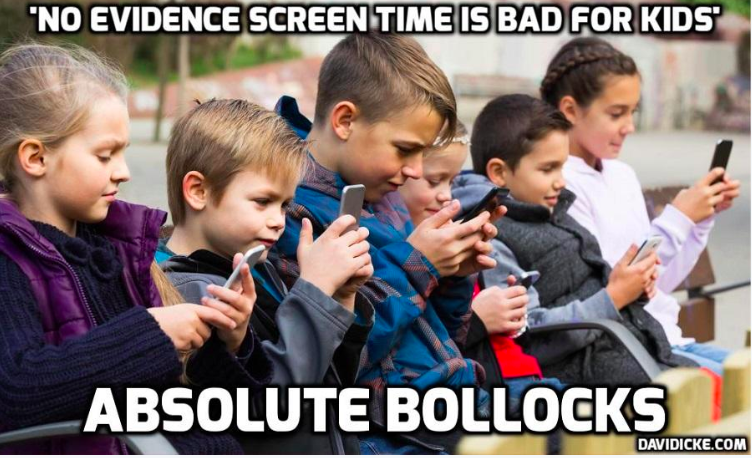 "NO EVIDENCE SCREEN TIME IS BAD FOR KIDS"
ABSOLUTE BOLLOCKS
DAVIDICKE.COM